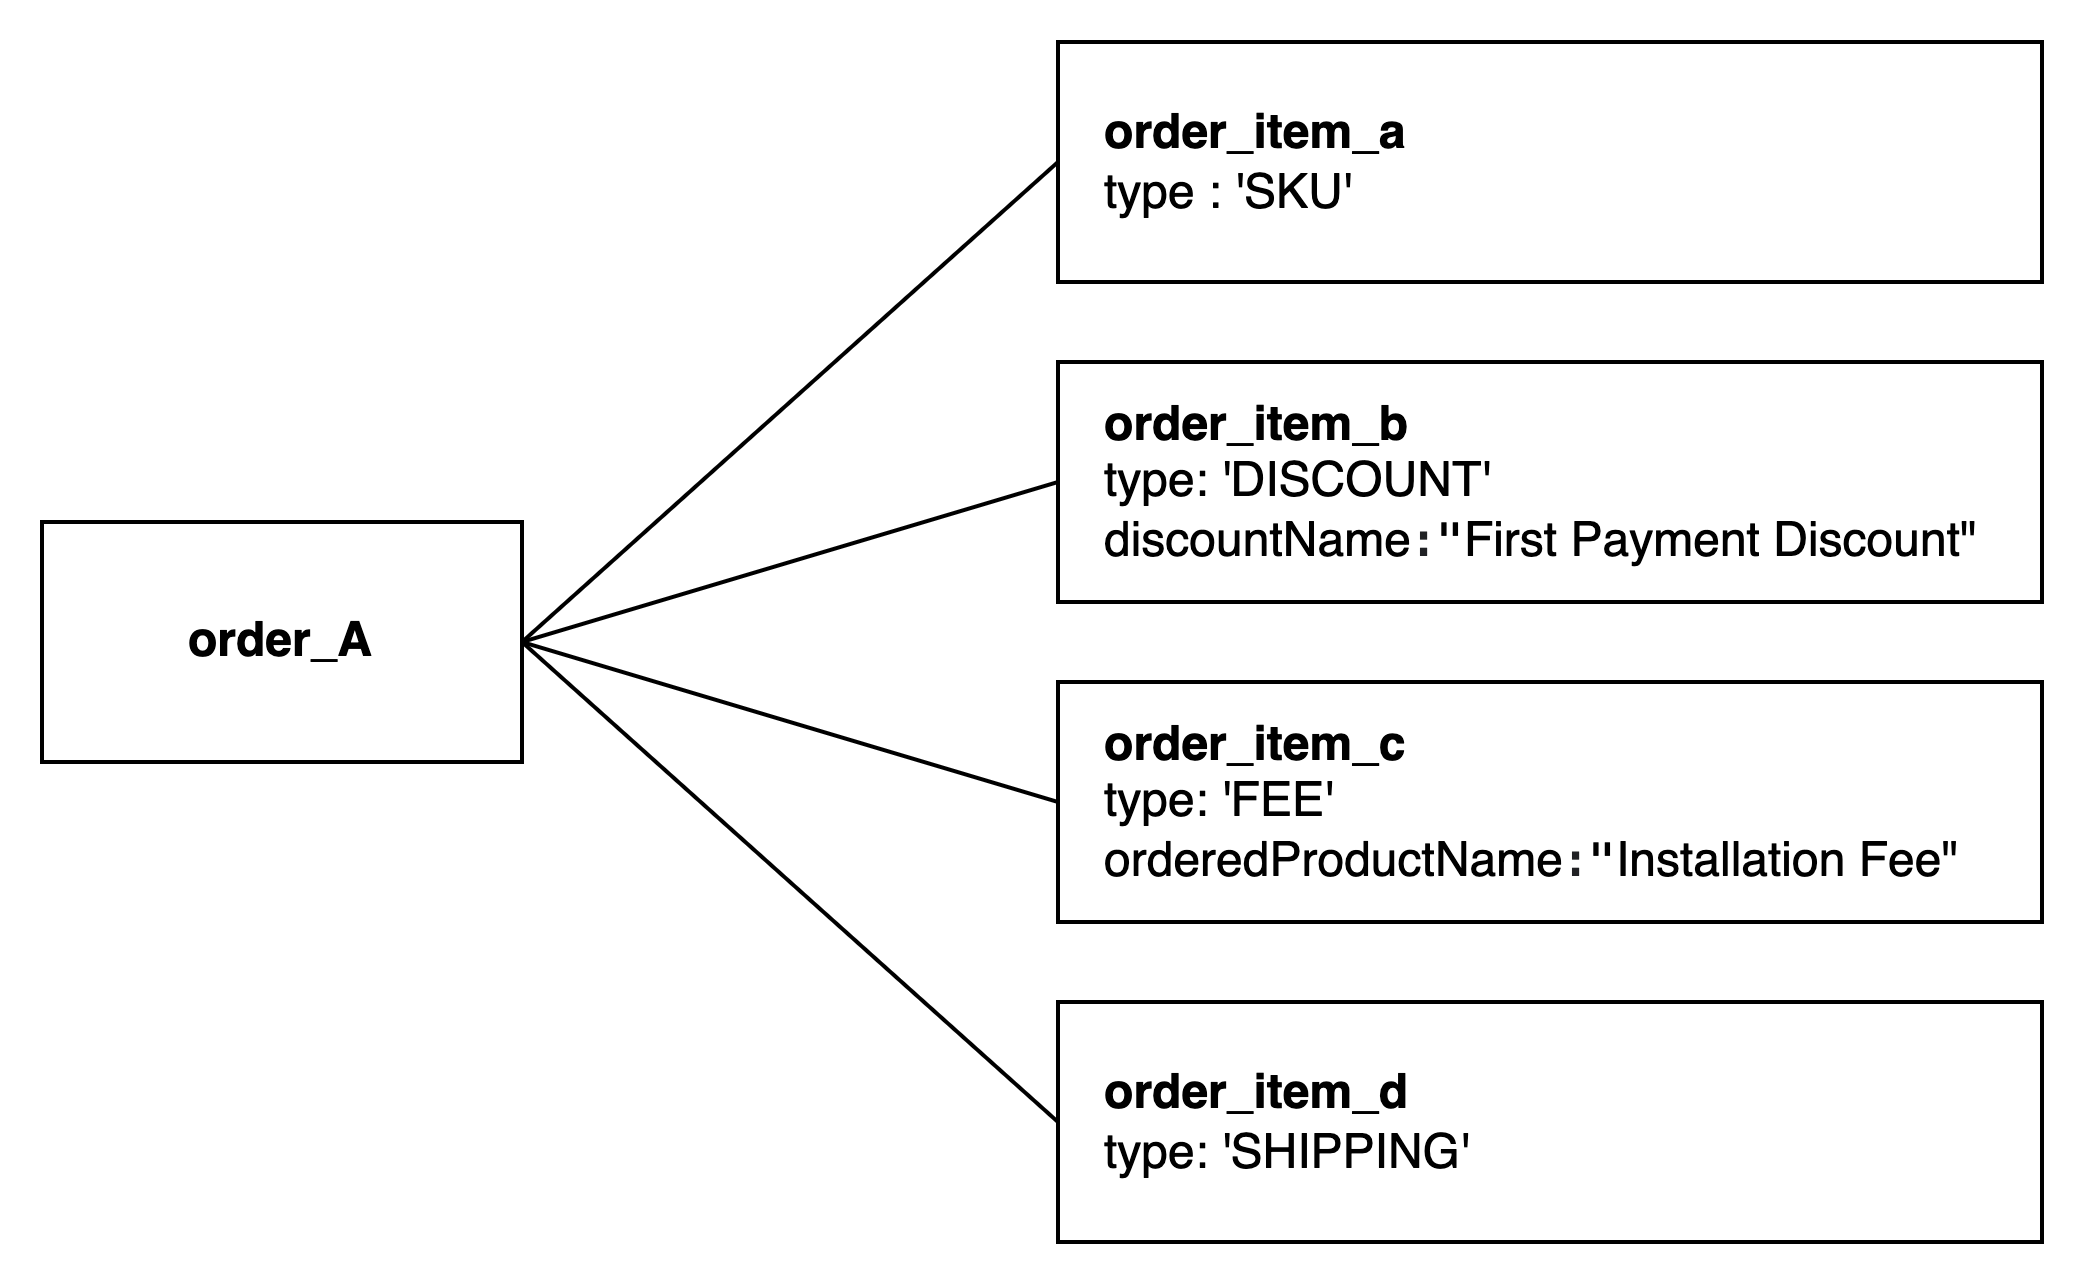 order_item_a
type : 'SKU'
order_item_b
type: 'DISCOUNT'
discountName:"First Payment Discount"
order_A
order_item_c
type: 'FEE'
orderedProductName:"Installation Fee"
order_item_d
type: 'SHIPPING'